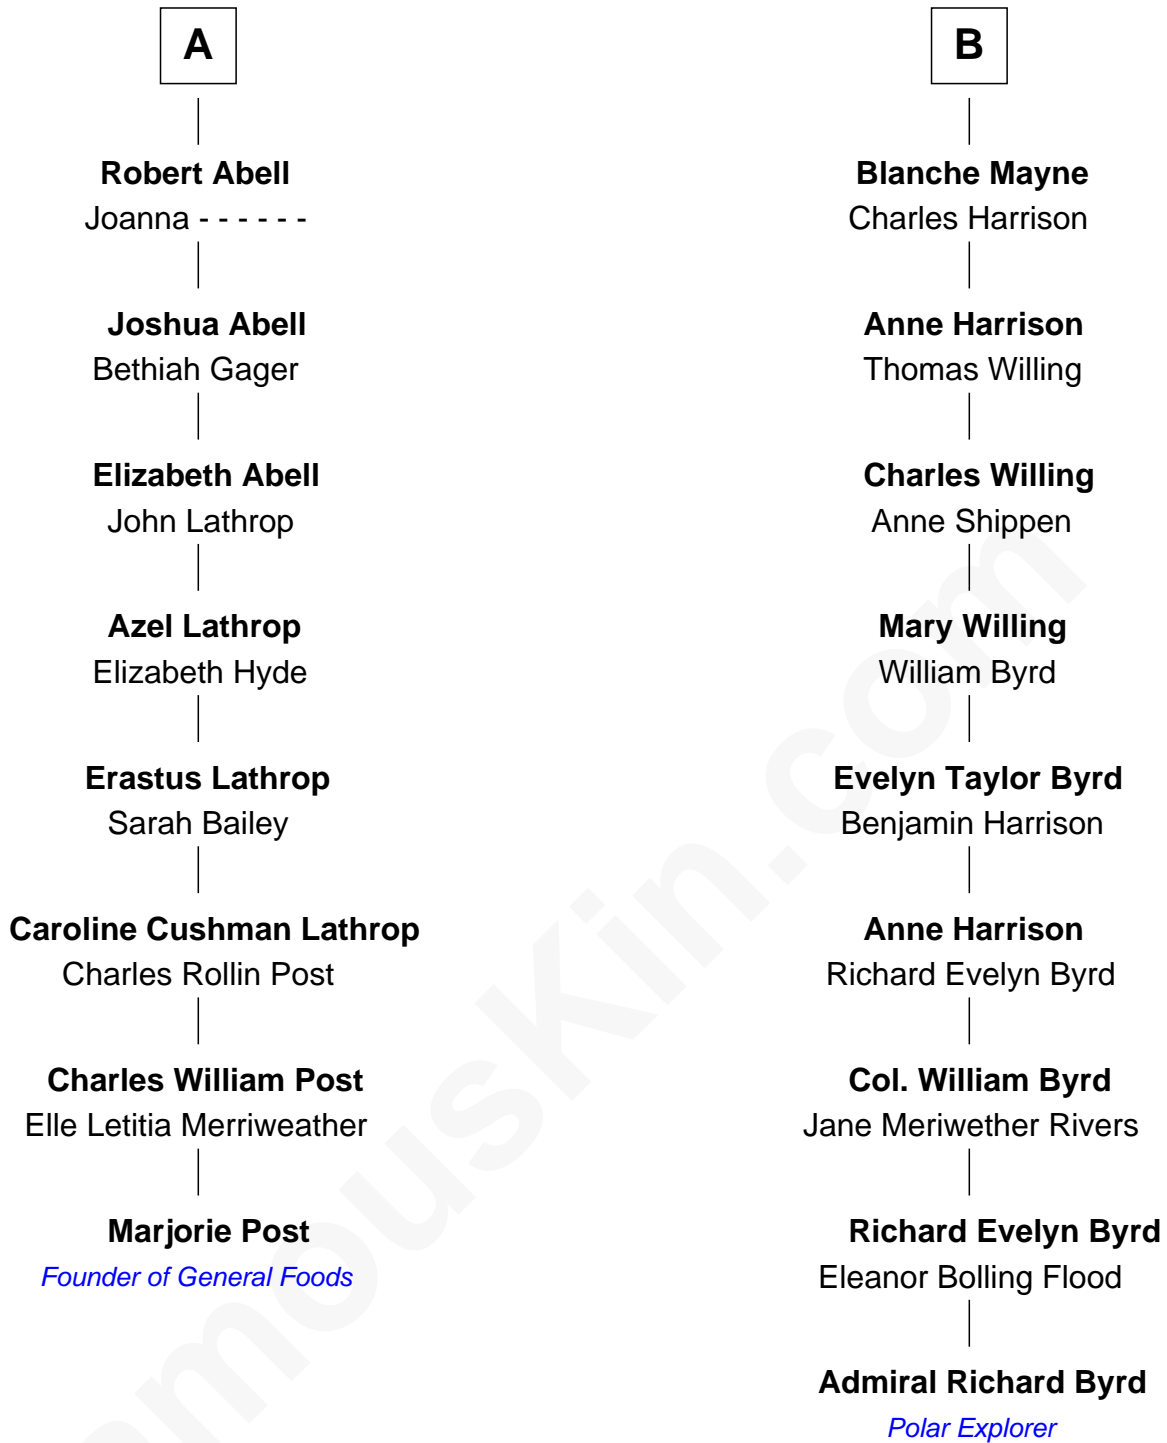 A
Robert Abell
Joanna - - - - - -
Joshua Abell
Bethiah Gager
Elizabeth Abell
John Lathrop
Azel Lathrop
Elizabeth Hyde
Erastus Lathrop
Sarah Bailey
Caroline Cushman Lathrop
Charles Rollin Post
Charles William Post
Elle Letitia Merriweather
Marjorie Post
Founder of General Foods
B
Blanche Mayne
Charles Harrison
Anne Harrison
Thomas Willing
Charles Willing
Anne Shippen
Mary Willing
William Byrd
Evelyn Taylor Byrd
Benjamin Harrison
Anne Harrison
Richard Evelyn Byrd
Col. William Byrd
Jane Meriwether Rivers
Richard Evelyn Byrd
Eleanor Bolling Flood
Admiral Richard Byrd
Polar Explorer
amouskin.com